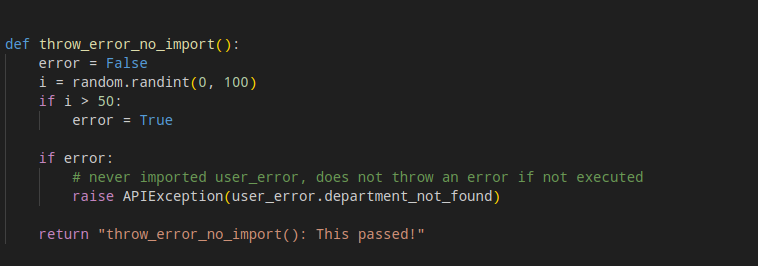 def throw_error_no_import():
    error = False
    i = random.randint(0, 100)
    if i > 50:
        error = True
    if error:
        # never imported user_error, does not throw an error if not executed
        raise APIException(user_error.department_not_found)
    return "throw_error_no_import(): This passed!"